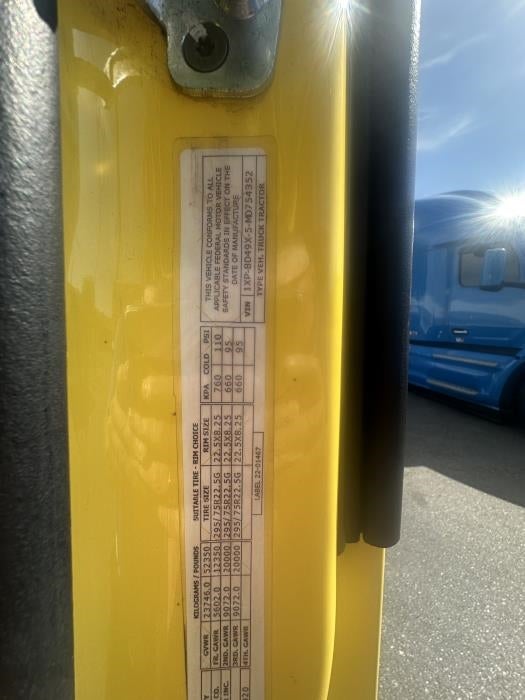 KILOGRAMS / POUNDS SUITABLE TIRE - RIM CHOICE
GVWR 23746.0 52350 TIRE SIZE RIM SIZE KPA COLD PSI
CO. FR. GAWR 5602.0 12350 295/75R22.5G 22.5X8.25 760 110
INC. 2ND. GAWR 9072.0 20000 295/75R22.5G 22.5X8.25 660 95
3RD. GAWR 9072.0 20000 295/75R22.5G 22.5X8.25 660 95
020 4TH. GAWR
LABEL 22-01467
THIS VEHICLE CONFORMS TO ALL
APPLICABLE FEDERAL MOTOR VEHICLE
SAFETY STANDARDS IN EFFECT ON THE
DATE OF MANUFACTURE
VIN 1XP-BD49X-5-MD754352
TYPE VEH. TRUCK TRACTOR